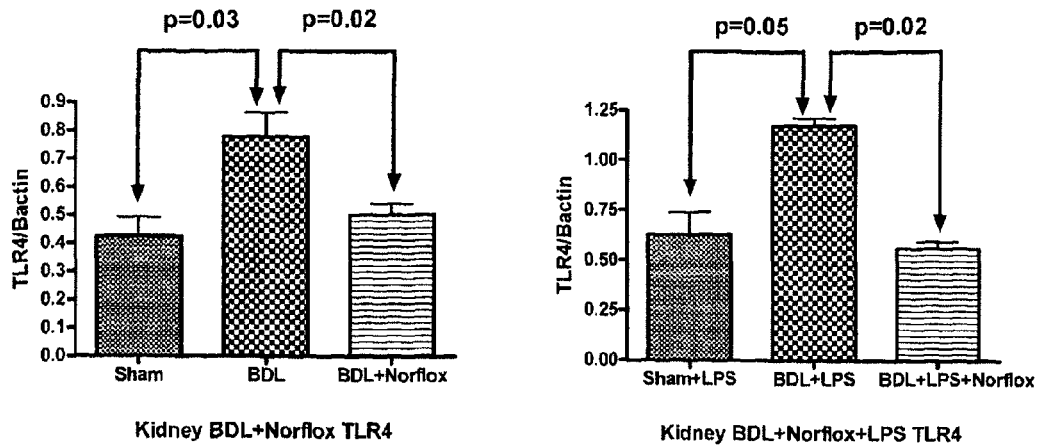 p=0.03 p=0.02
0.9
0.8
0.7
0.6
0.5
0.4
0.3
0.2
0.1
0.0
TLR4/Bactin
Sham BDL BDL+Norflox
Kidney BDL+Norflox TLR4
p=0.05 p=0.02
1.25
1.00
0.75
0.50
0.25
0.00
TLR4/Bactin
Sham+LPS BDL+LPS BDL+LPS+Norflox
Kidney BDL+Norflox+LPS TLR4